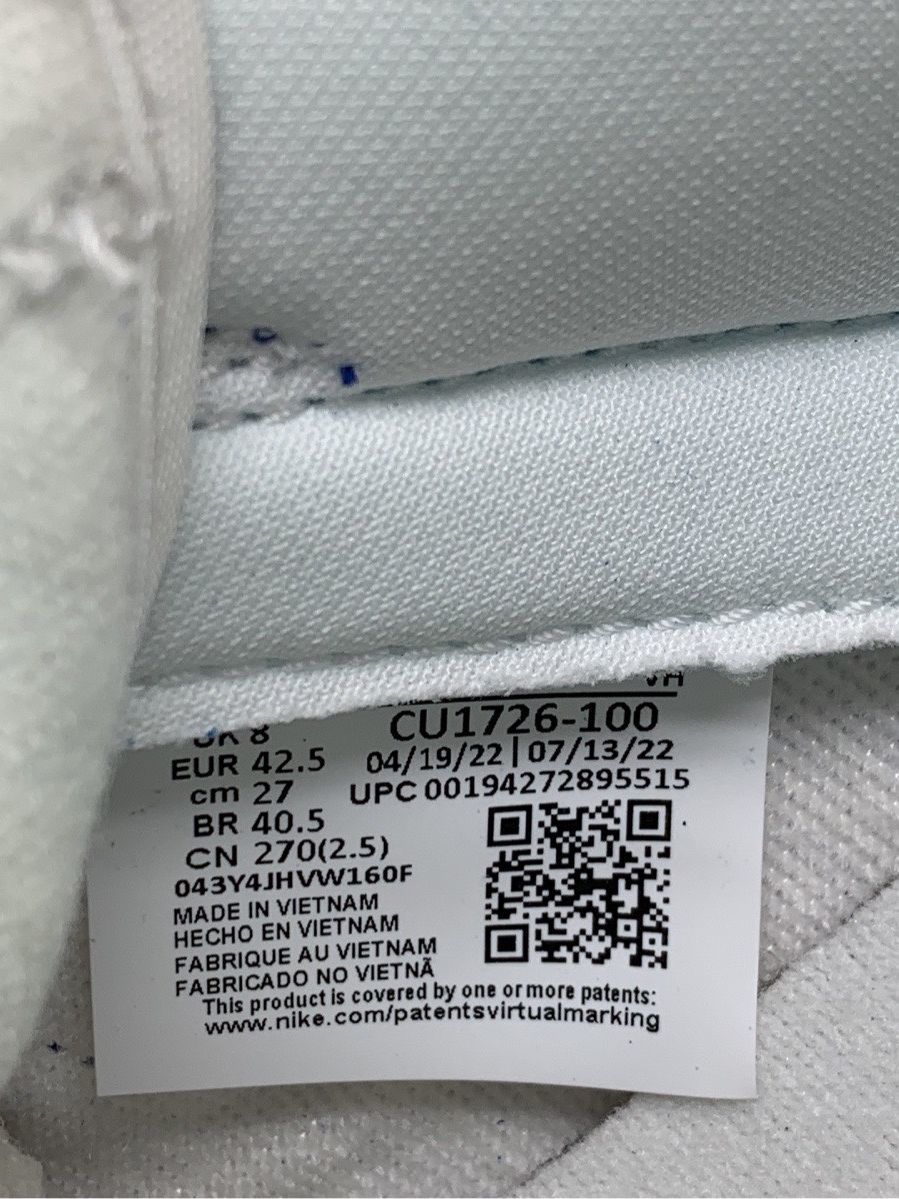 UK 8
CU1726-100
EUR 42.5
04/19/22 | 07/13/22
cm 27
UPC 00194272895515
BR 40.5
CN 270(2.5)
043Y4JHVW160F
MADE IN VIETNAM
HECHO EN VIETNAM
FABRIQUE AU VIETNAM
FABRICADO NO VIETNÃ
This product is covered by one or more patents:
www.nike.com/patentsvirtualmarking